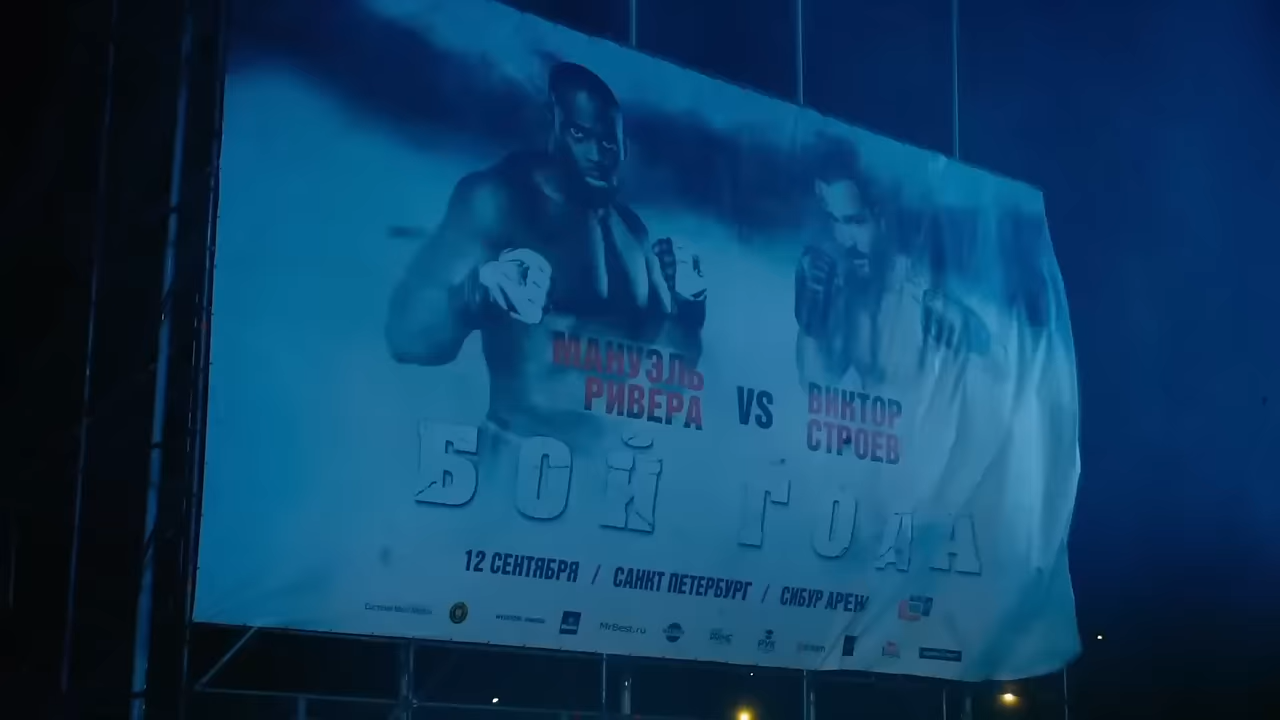 МАНУЭЛЬ
РИВЕРА
VS
ВИКТОР
СТРОЕВ
БОЙ ГОДА
12 СЕНТЯБРЯ / САНКТ ПЕТЕРБУРГ / СИБУР АРЕН
MrBest.ru